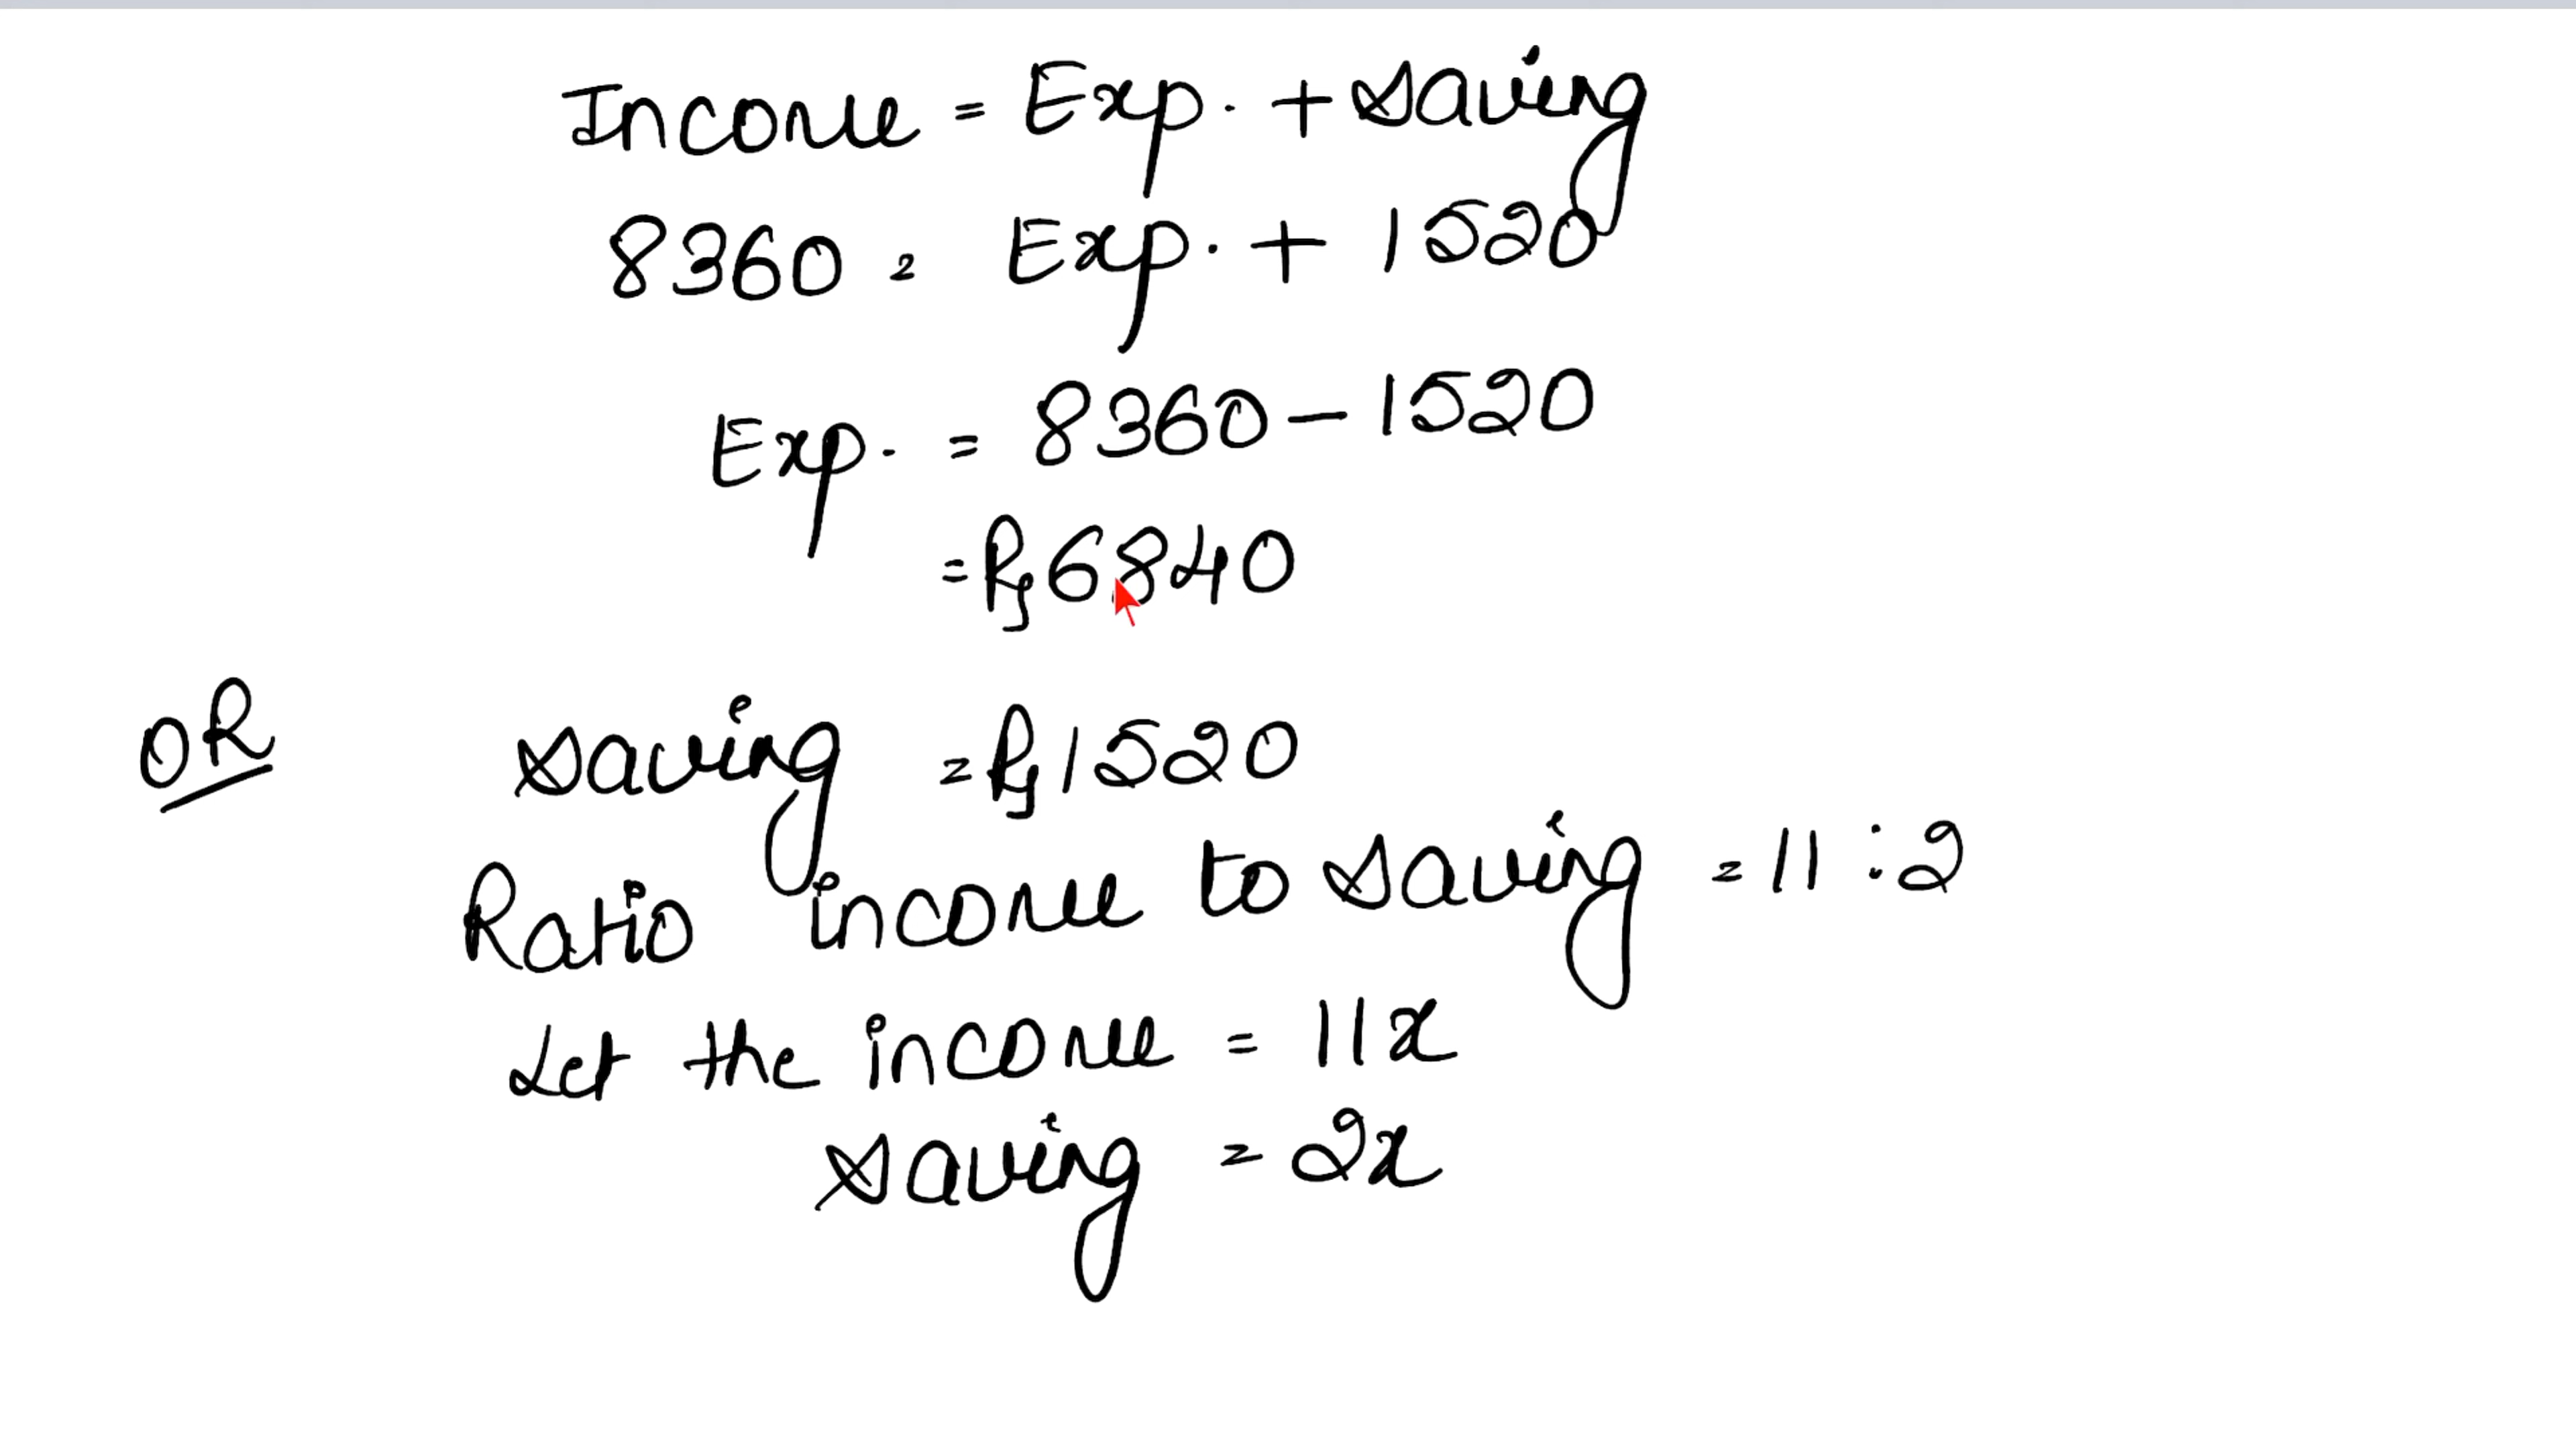 Income = Exp. + Saving
8360 = Exp. + 1520
Exp. = 8360 - 1520
= Rs 6840
OR Saving = Rs 1520
Ratio income to Saving = 11 : 2
Let the income = 11x
Saving = 2x